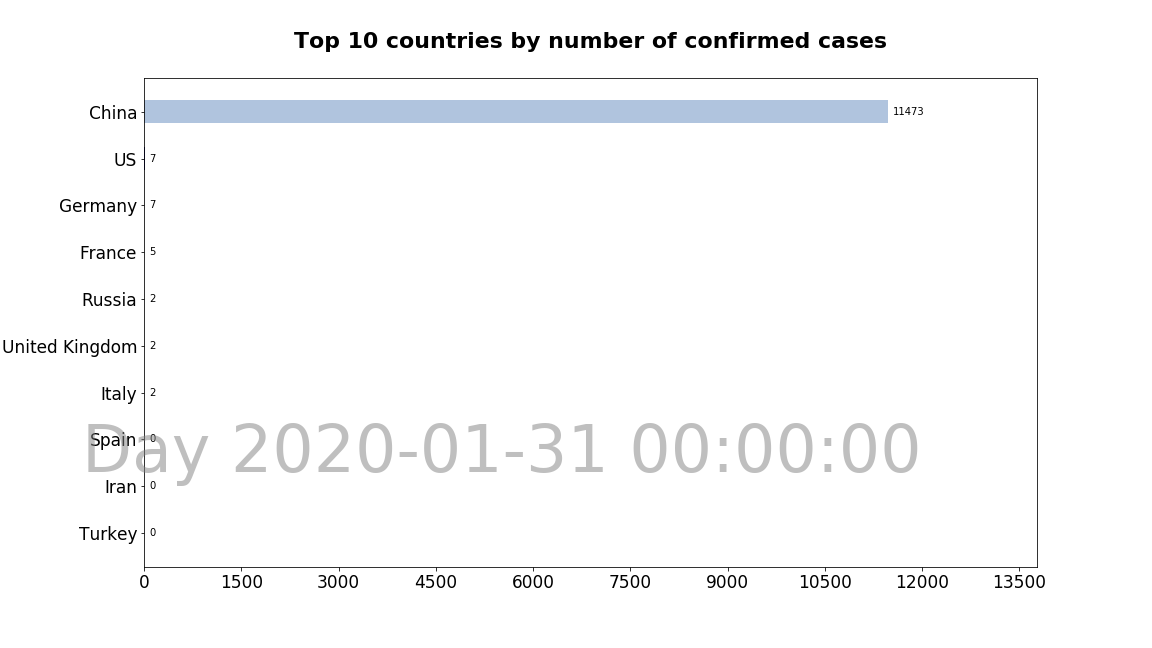 Top 10 countries by number of confirmed cases
China 11473
US 7
Germany 7
France 5
Russia 2
United Kingdom 2
Italy 2
Spain 0
Day 2020-01-31 00:00:00
Iran 0
Turkey 0
0 1500 3000 4500 6000 7500 9000 10500 12000 13500